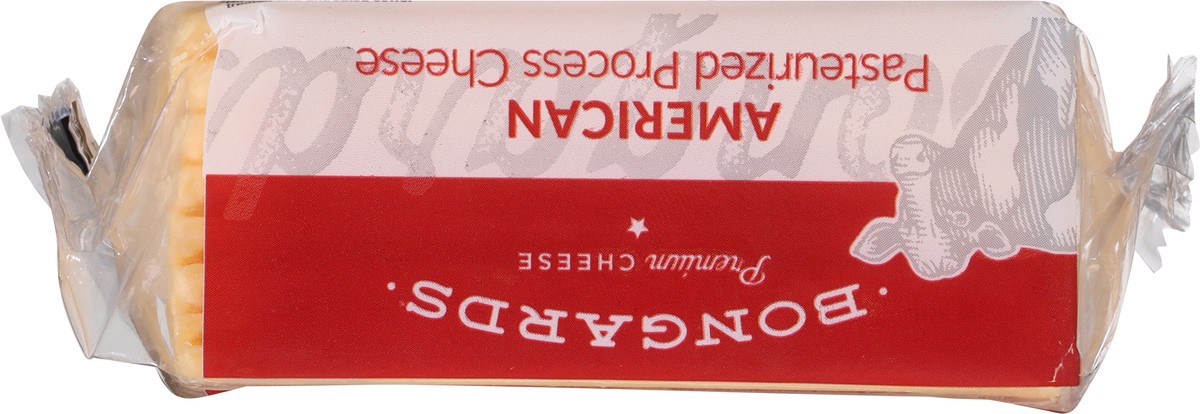 · BONGARDS ·
Premium CHEESE
AMERICAN
Pasteurized Process Cheese